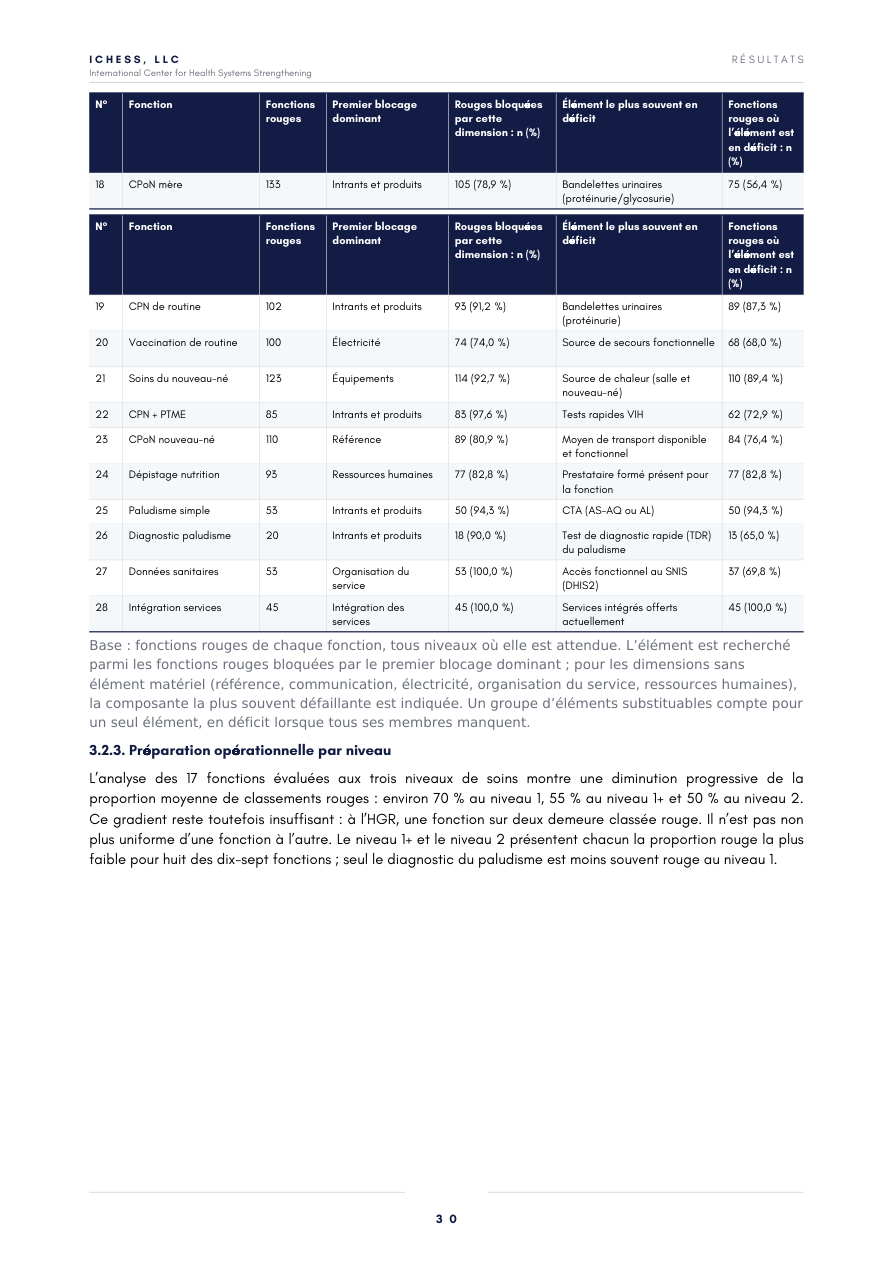 ICHESS, LLC
RÉSULTATS
International Center for Health Systems Strengthening
N° Fonction Fonctions rouges Premier blocage dominant Rouges bloquées par cette dimension : n (%) Élément le plus souvent en déficit Fonctions rouges où l'élément est en déficit : n (%)
18 CPoN mère 133 Intrants et produits 105 (78,9 %) Bandelettes urinaires (protéinurie/glycosurie) 75 (56,4 %)
N° Fonction Fonctions rouges Premier blocage dominant Rouges bloquées par cette dimension : n (%) Élément le plus souvent en déficit Fonctions rouges où l'élément est en déficit : n (%)
19 CPN de routine 102 Intrants et produits 93 (91,2 %) Bandelettes urinaires (protéinurie) 89 (87,3 %)
20 Vaccination de routine 100 Électricité 74 (74,0 %) Source de secours fonctionnelle 68 (68,0 %)
21 Soins du nouveau-né 123 Équipements 114 (92,7 %) Source de chaleur (salle et nouveau-né) 110 (89,4 %)
22 CPN + PTME 85 Intrants et produits 83 (97,6 %) Tests rapides VIH 62 (72,9 %)
23 CPoN nouveau-né 110 Référence 89 (80,9 %) Moyen de transport disponible et fonctionnel 84 (76,4 %)
24 Dépistage nutrition 93 Ressources humaines 77 (82,8 %) Prestataire formé présent pour la fonction 77 (82,8 %)
25 Paludisme simple 53 Intrants et produits 50 (94,3 %) CTA (AS-AQ ou AL) 50 (94,3 %)
26 Diagnostic paludisme 20 Intrants et produits 18 (90,0 %) Test de diagnostic rapide (TDR) du paludisme 13 (65,0 %)
27 Données sanitaires 53 Organisation du service 53 (100,0 %) Accès fonctionnel au SNIS (DHIS2) 37 (69,8 %)
28 Intégration services 45 Intégration des services 45 (100,0 %) Services intégrés offerts actuellement 45 (100,0 %)
Base : fonctions rouges de chaque fonction, tous niveaux où elle est attendue. L'élément est recherché
parmi les fonctions rouges bloquées par le premier blocage dominant ; pour les dimensions sans
élément matériel (référence, communication, électricité, organisation du service, ressources humaines),
la composante la plus souvent défaillante est indiquée. Un groupe d'éléments substituables compte pour
un seul élément, en déficit lorsque tous ses membres manquent.
3.2.3. Préparation opérationnelle par niveau
L'analyse des 17 fonctions évaluées aux trois niveaux de soins montre une diminution progressive de la
proportion moyenne de classements rouges : environ 70 % au niveau 1, 55 % au niveau 1+ et 50 % au niveau 2.
Ce gradient reste toutefois insuffisant : à l'HGR, une fonction sur deux demeure classée rouge. Il n'est pas non
plus uniforme d'une fonction à l'autre. Le niveau 1+ et le niveau 2 présentent chacun la proportion rouge la plus
faible pour huit des dix-sept fonctions ; seul le diagnostic du paludisme est moins souvent rouge au niveau 1.
30